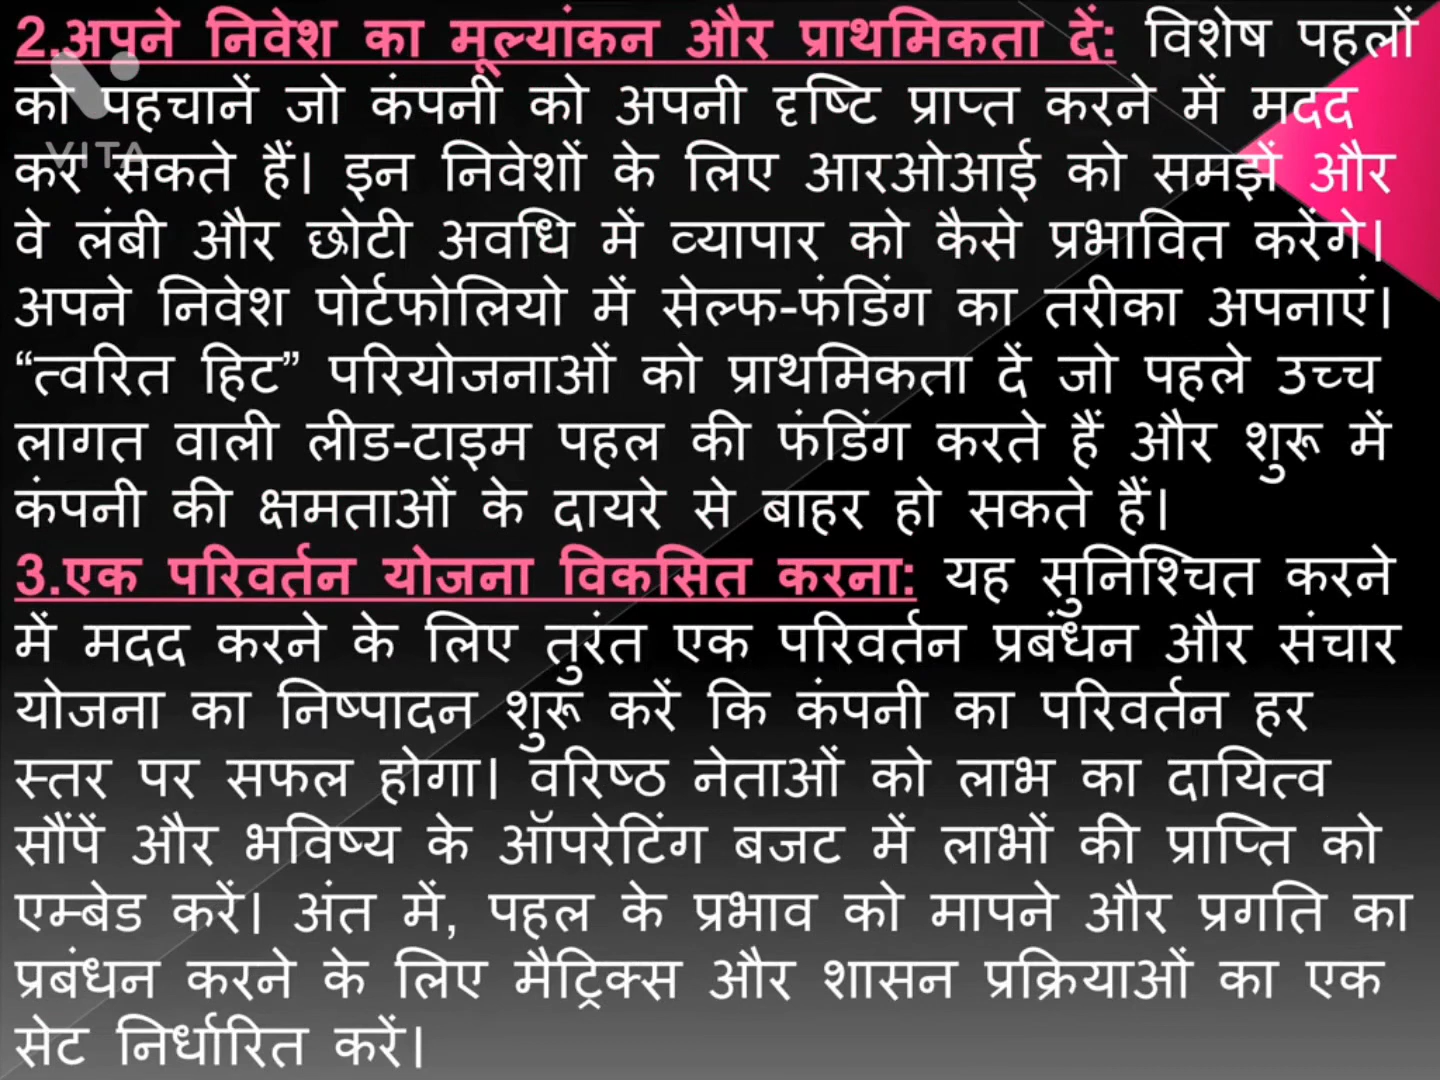 2.अपने निवेश का मूल्यांकन और प्राथमिकता दें: विशेष पहलों
को पहचानें जो कंपनी को अपनी दृष्टि प्राप्त करने में मदद
कर सकते हैं। इन निवेशों के लिए आरओआई को समझें और
वे लंबी और छोटी अवधि में व्यापार को कैसे प्रभावित करेंगे।
अपने निवेश पोर्टफोलियो में सेल्फ-फंडिंग का तरीका अपनाएं।
“त्वरित हिट” परियोजनाओं को प्राथमिकता दें जो पहले उच्च
लागत वाली लीड-टाइम पहल की फंडिंग करते हैं और शुरू में
कंपनी की क्षमताओं के दायरे से बाहर हो सकते हैं।
3.एक परिवर्तन योजना विकसित करना: यह सुनिश्चित करने
में मदद करने के लिए तुरंत एक परिवर्तन प्रबंधन और संचार
योजना का निष्पादन शुरू करें कि कंपनी का परिवर्तन हर
स्तर पर सफल होगा। वरिष्ठ नेताओं को लाभ का दायित्व
सौंपें और भविष्य के ऑपरेटिंग बजट में लाभों की प्राप्ति को
एम्बेड करें। अंत में, पहल के प्रभाव को मापने और प्रगति का
प्रबंधन करने के लिए मैट्रिक्स और शासन प्रक्रियाओं का एक
सेट निर्धारित करें।
VITA